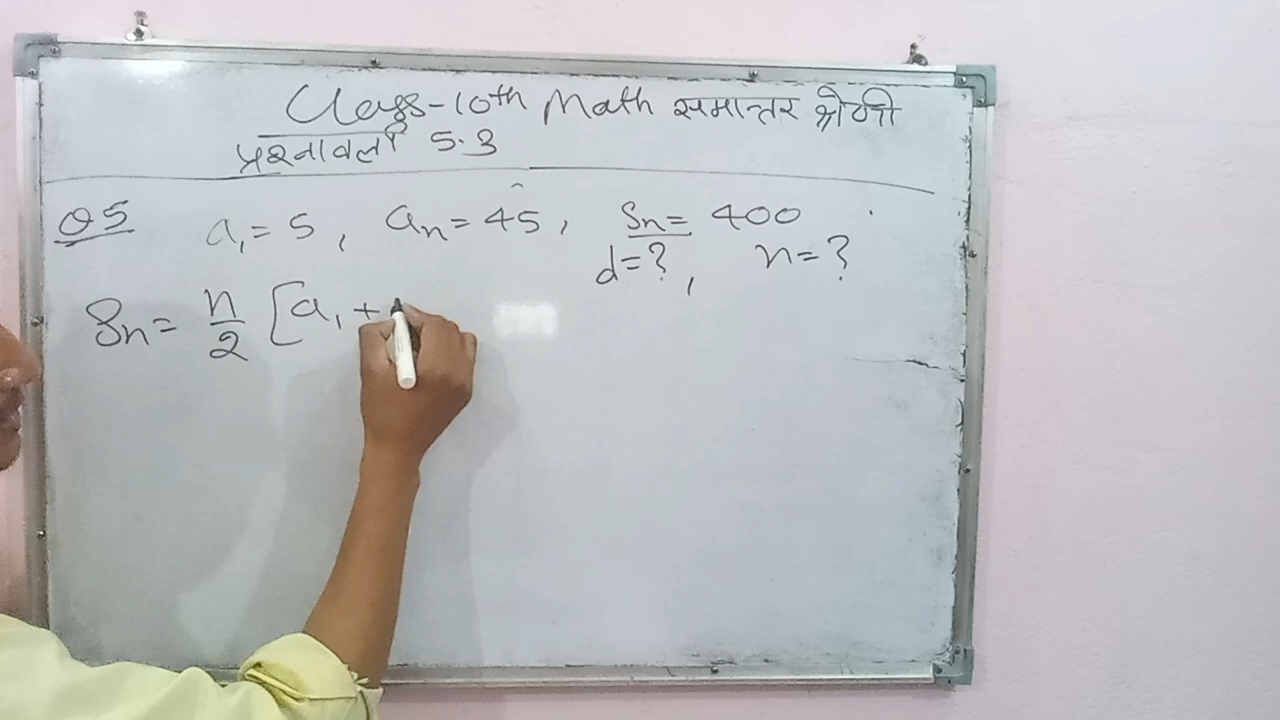 Class-10th Math समान्तर श्रेणी
प्रश्नावली 5.3
Q5 a₁ = 5, aₙ = 45, Sₙ = 400
d = ?, n = ?
Sₙ = n/2 [a₁ +